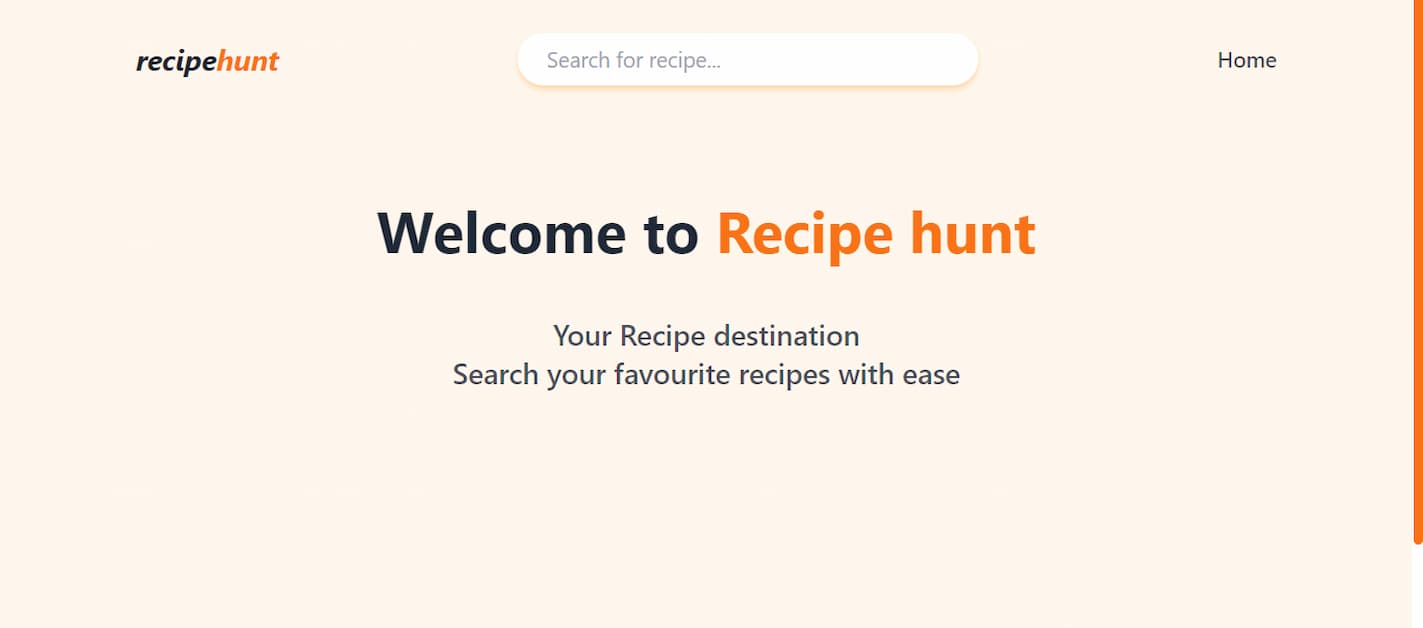 recipehunt
Search for recipe...
Home
Welcome to Recipe hunt
Your Recipe destination
Search your favourite recipes with ease